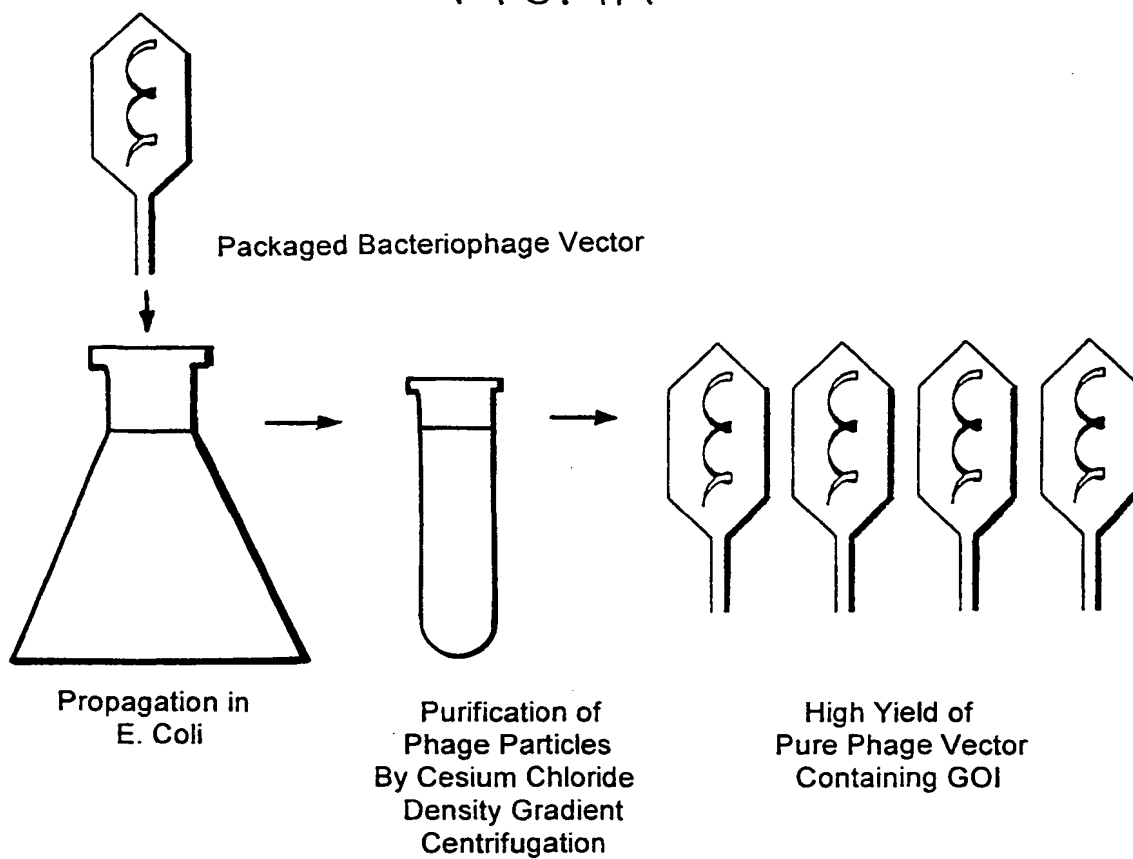 Packaged Bacteriophage Vector
Propagation in
E. Coli
Purification of
Phage Particles
By Cesium Chloride
Density Gradient
Centrifugation
High Yield of
Pure Phage Vector
Containing GOI